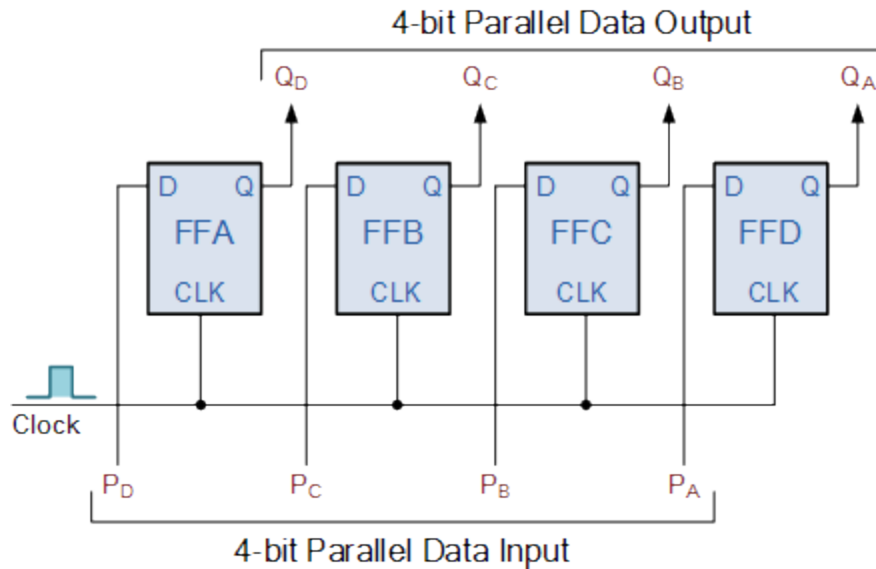 4-bit Parallel Data Output
QD QC QB QA
D Q D Q D Q D Q
FFA FFB FFC FFD
CLK CLK CLK CLK
Clock
PD PC PB PA
4-bit Parallel Data Input